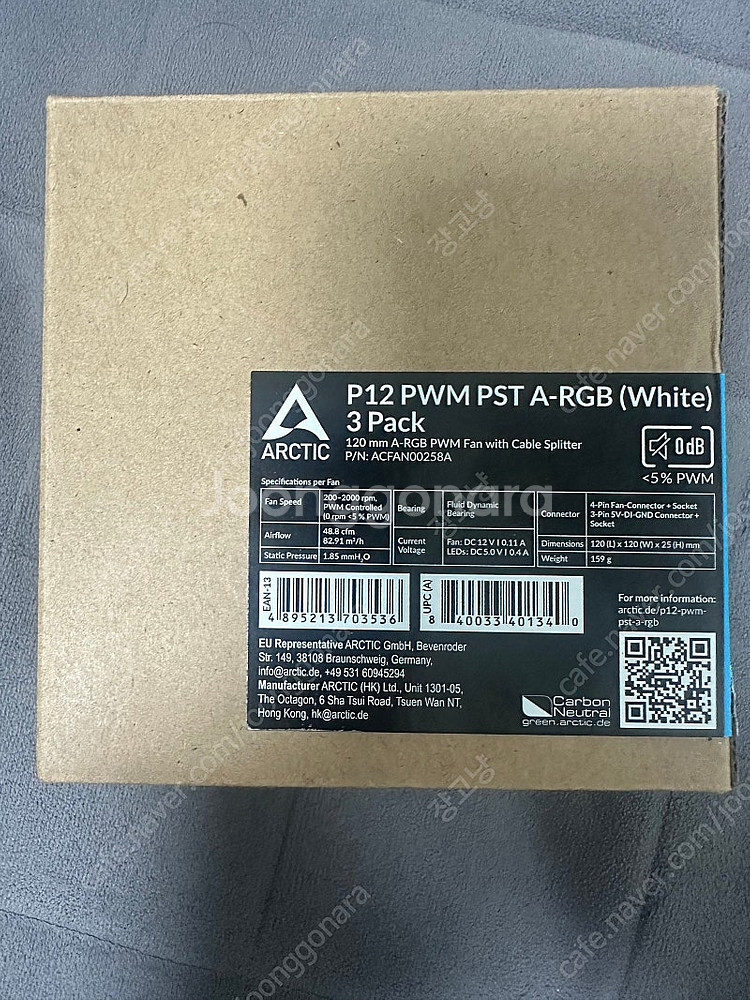 P12 PWM PST A-RGB (White)
3 Pack
120 mm A-RGB PWM Fan with Cable Splitter
P/N: ACFAN00258A
ARCTIC
0 dB
<5% PWM
Specifications per Fan
Fan Speed
200–2000 rpm,
PWM Controlled
(0 rpm <5% PWM)
Airflow
48.8 cfm
82.91 m³/h
Static Pressure
1.85 mmH₂O
Bearing
Fluid Dynamic
Bearing
Current
Voltage
Fan: DC 12 V I 0.11 A
LEDs: DC 5.0 V I 0.4 A
Connector
4-Pin Fan-Connector + Socket
3-Pin 5V-DI-GND Connector +
Socket
Dimensions
120 (L) x 120 (W) x 25 (H) mm
Weight
159 g
EAN-13
4 895213 703536
UPC (A)
8 40033 40134 0
For more information:
arctic.de/p12-pwm-
pst-a-rgb
EU Representative ARCTIC GmbH, Bevenroder
Str. 149, 38108 Braunschweig, Germany,
info@arctic.de, +49 531 60945294
Manufacturer ARCTIC (HK) Ltd., Unit 1301-05,
The Octagon, 6 Sha Tsui Road, Tsuen Wan NT,
Hong Kong, hk@arctic.de
Carbon
Neutral
green.arctic.de
joonggonara
장고낭
cafe.naver.com/joonggonara